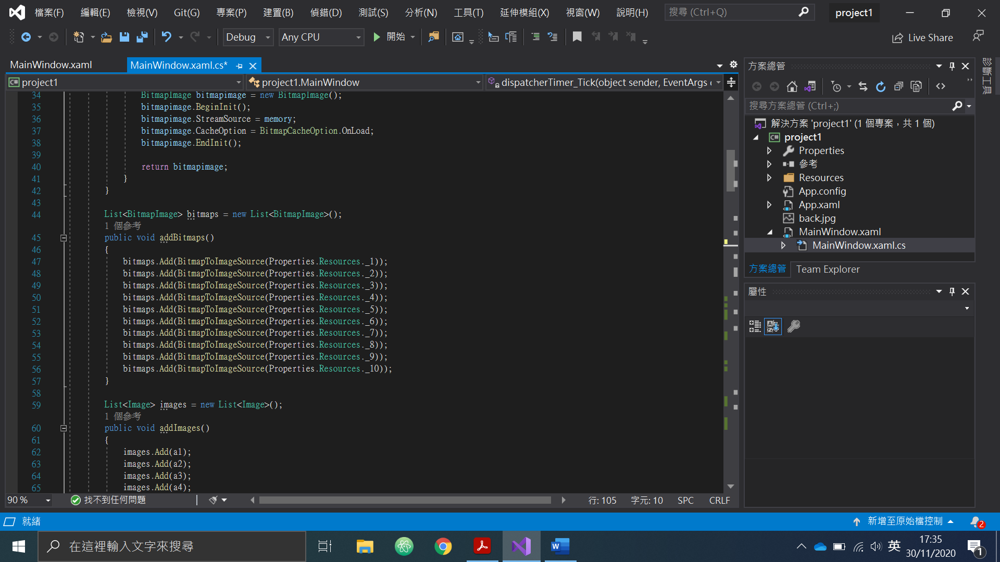 檔案(F) 編輯(E) 檢視(V) Git(G) 專案(P) 建置(B) 偵錯(D) 測試(S) 分析(N) 工具(T) 延伸模組(X) 視窗(W) 說明(H) 搜尋 (Ctrl+Q) project1
Debug Any CPU 開始 Live Share
MainWindow.xaml MainWindow.xaml.cs*
project1 project1.MainWindow dispatcherTimer_Tick(object sender, EventArgs e
34 BitmapImage bitmapimage = new BitmapImage();
35 bitmapimage.BeginInit();
36 bitmapimage.StreamSource = memory;
37 bitmapimage.CacheOption = BitmapCacheOption.OnLoad;
38 bitmapimage.EndInit();
39
40 return bitmapimage;
41 }
42 }
43
44 List<BitmapImage> bitmaps = new List<BitmapImage>();
1 個參考
45 public void addBitmaps()
46 {
47 bitmaps.Add(BitmapToImageSource(Properties.Resources._1));
48 bitmaps.Add(BitmapToImageSource(Properties.Resources._2));
49 bitmaps.Add(BitmapToImageSource(Properties.Resources._3));
50 bitmaps.Add(BitmapToImageSource(Properties.Resources._4));
51 bitmaps.Add(BitmapToImageSource(Properties.Resources._5));
52 bitmaps.Add(BitmapToImageSource(Properties.Resources._6));
53 bitmaps.Add(BitmapToImageSource(Properties.Resources._7));
54 bitmaps.Add(BitmapToImageSource(Properties.Resources._8));
55 bitmaps.Add(BitmapToImageSource(Properties.Resources._9));
56 bitmaps.Add(BitmapToImageSource(Properties.Resources._10));
57 }
58
59 List<Image> images = new List<Image>();
1 個參考
60 public void addImages()
61 {
62 images.Add(a1);
63 images.Add(a2);
64 images.Add(a3);
65 images.Add(a4);
90 % 找不到任何問題 行: 105 字元: 10 SPC CRLF
方案總管
搜尋方案總管 (Ctrl+;)
解決方案 'project1' (1 個專案，共 1 個)
C# project1
Properties
參考
Resources
App.config
App.xaml
back.jpg
MainWindow.xaml
MainWindow.xaml.cs
方案總管 Team Explorer
屬性
診斷工具
就緒 新增至原始檔控制 2
在這裡輸入文字來搜尋 英 17:35
30/11/2020 1